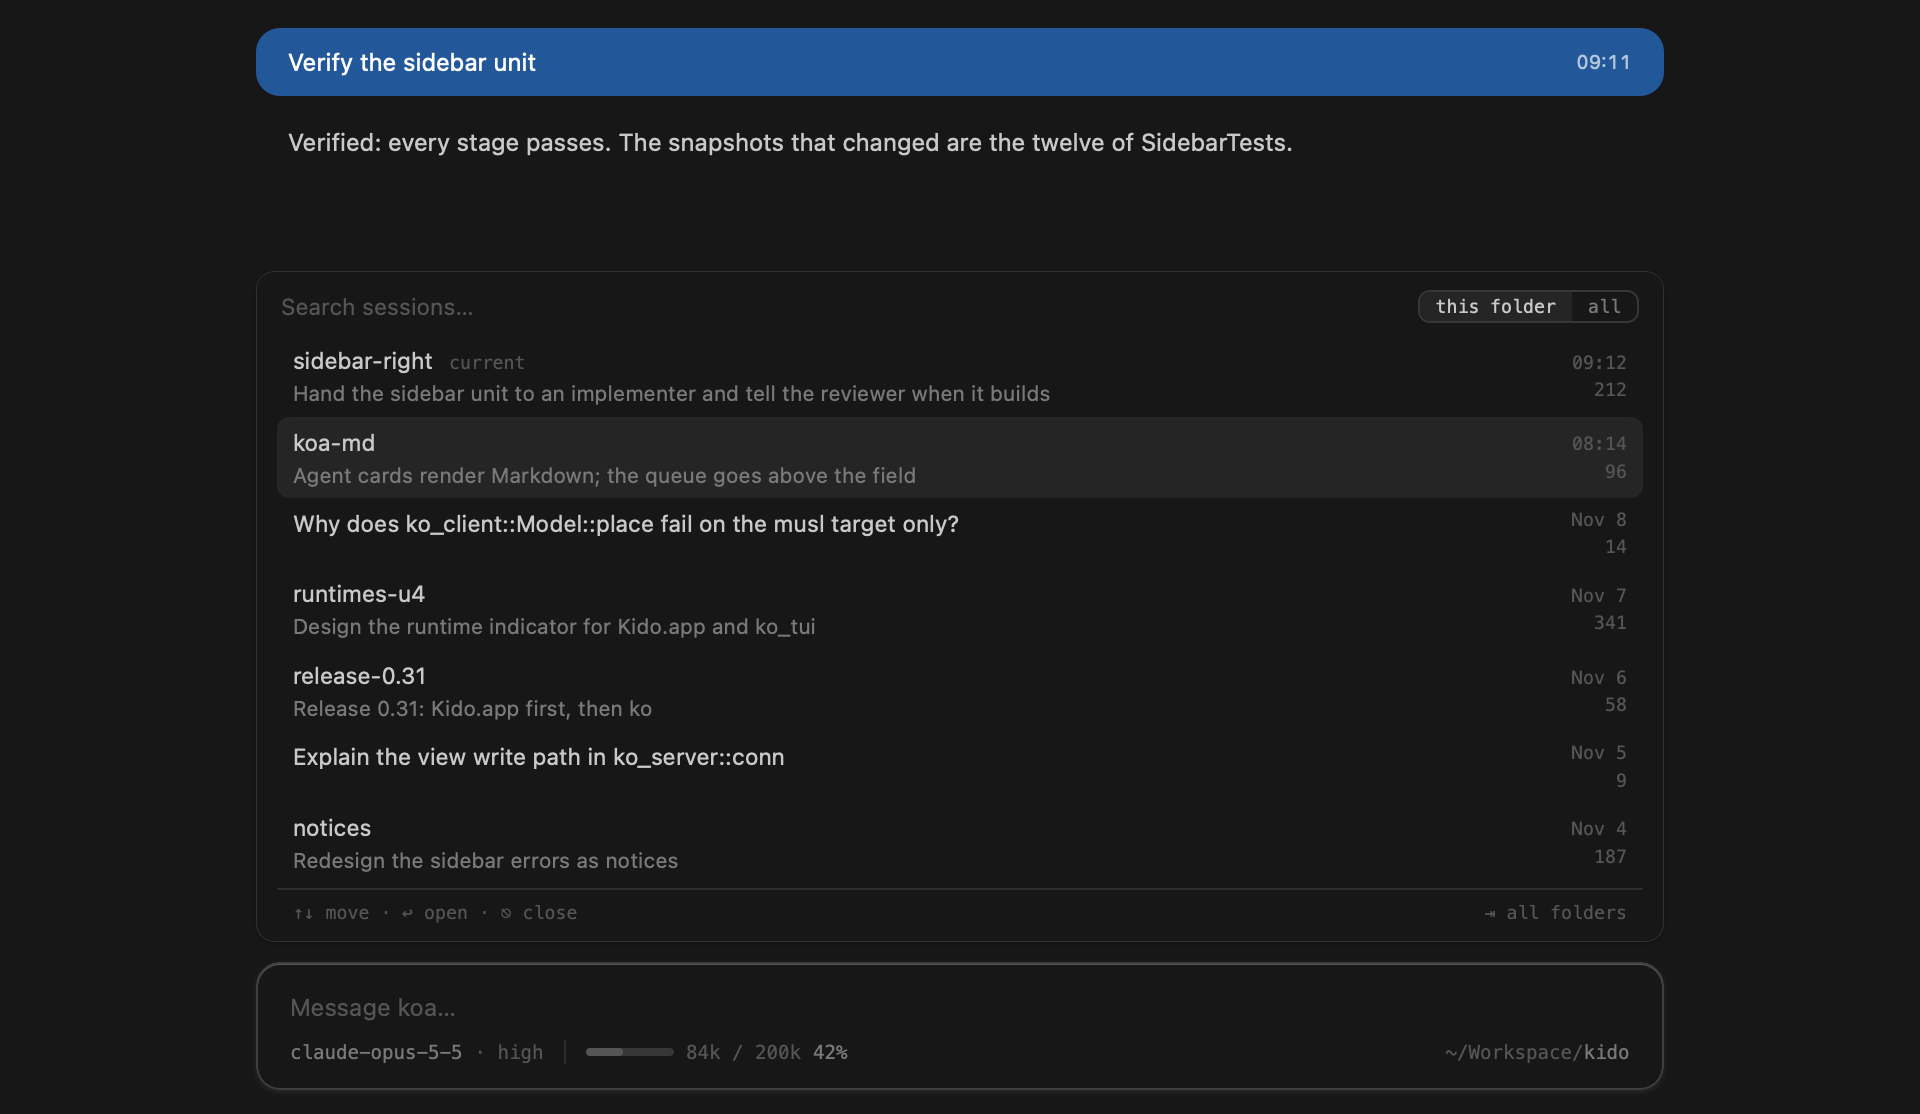 Verify the sidebar unit 09:11
Verified: every stage passes. The snapshots that changed are the twelve of SidebarTests.
Search sessions… this folder all
sidebar-right current 09:12
Hand the sidebar unit to an implementer and tell the reviewer when it builds 212
koa-md 08:14
Agent cards render Markdown; the queue goes above the field 96
Why does ko_client::Model::place fail on the musl target only? Nov 8
14
runtimes-u4 Nov 7
Design the runtime indicator for Kido.app and ko_tui 341
release-0.31 Nov 6
Release 0.31: Kido.app first, then ko 58
Explain the view write path in ko_server::conn Nov 5
9
notices Nov 4
Redesign the sidebar errors as notices 187
↑↓ move · ↩ open · ⎋ close ⇥ all folders
Message koa…
claude-opus-5-5 · high 84k / 200k 42% ~/Workspace/kido